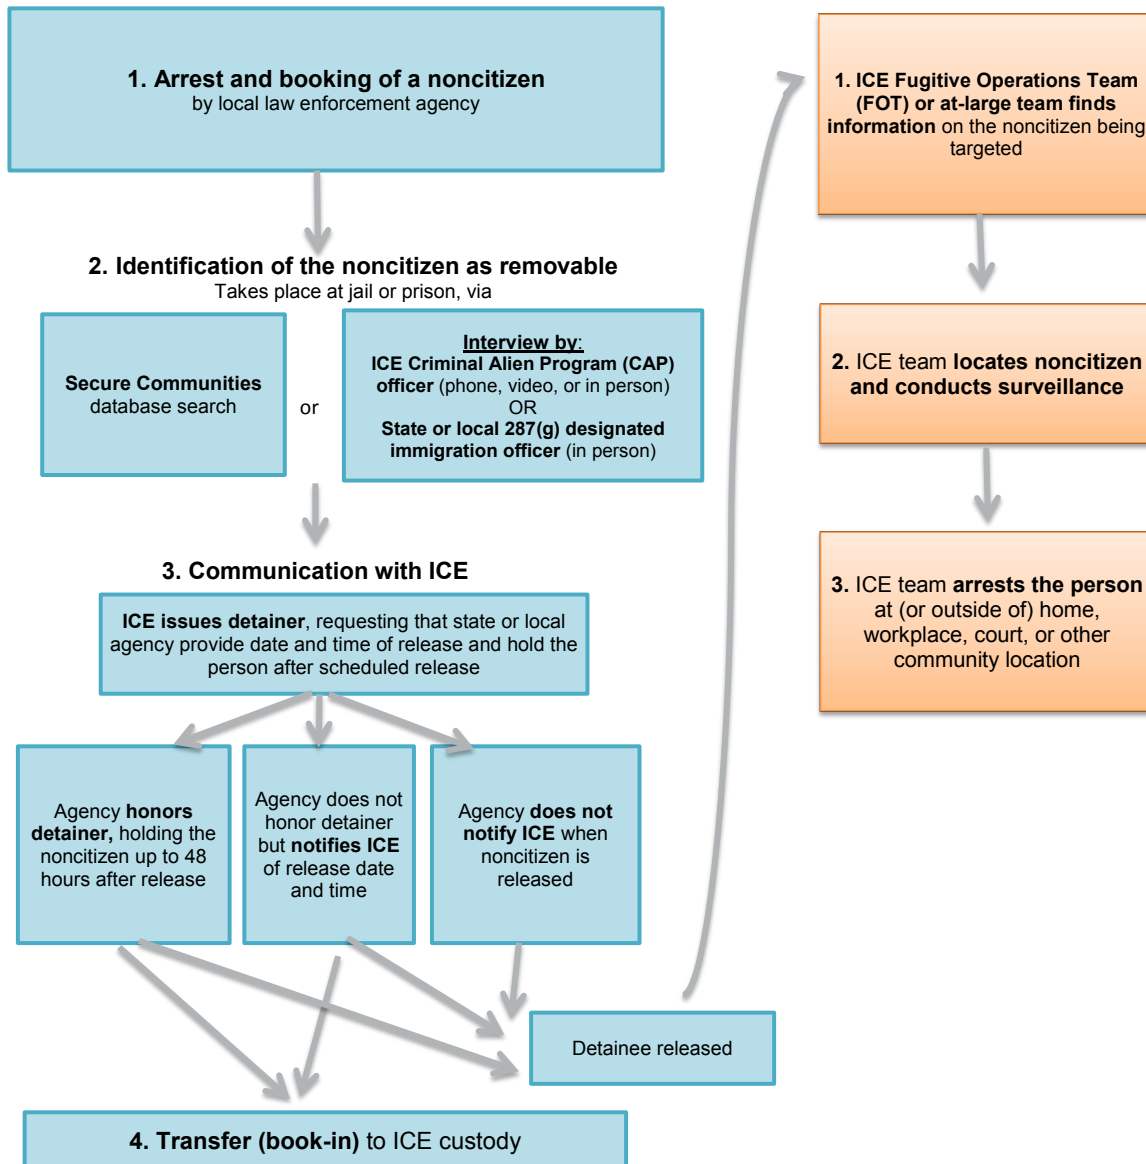 1. Arrest and booking of a noncitizen
by local law enforcement agency
2. Identification of the noncitizen as removable
Takes place at jail or prison, via
Secure Communities
database search
or
Interview by:
ICE Criminal Alien Program (CAP)
officer (phone, video, or in person)
OR
State or local 287(g) designated
immigration officer (in person)
3. Communication with ICE
ICE issues detainer, requesting that state or local
agency provide date and time of release and hold the
person after scheduled release
Agency honors
detainer, holding the
noncitizen up to 48
hours after release
Agency does not
honor detainer
but notifies ICE
of release date
and time
Agency does not
notify ICE when
noncitizen is
released
Detainee released
4. Transfer (book-in) to ICE custody
1. ICE Fugitive Operations Team
(FOT) or at-large team finds
information on the noncitizen being
targeted
2. ICE team locates noncitizen
and conducts surveillance
3. ICE team arrests the person
at (or outside of) home,
workplace, court, or other
community location